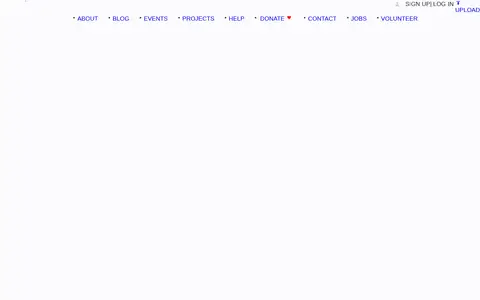 SIGN UP| LOG IN
UPLOAD
ABOUT BLOG EVENTS PROJECTS HELP DONATE ♥ CONTACT JOBS VOLUNTEER